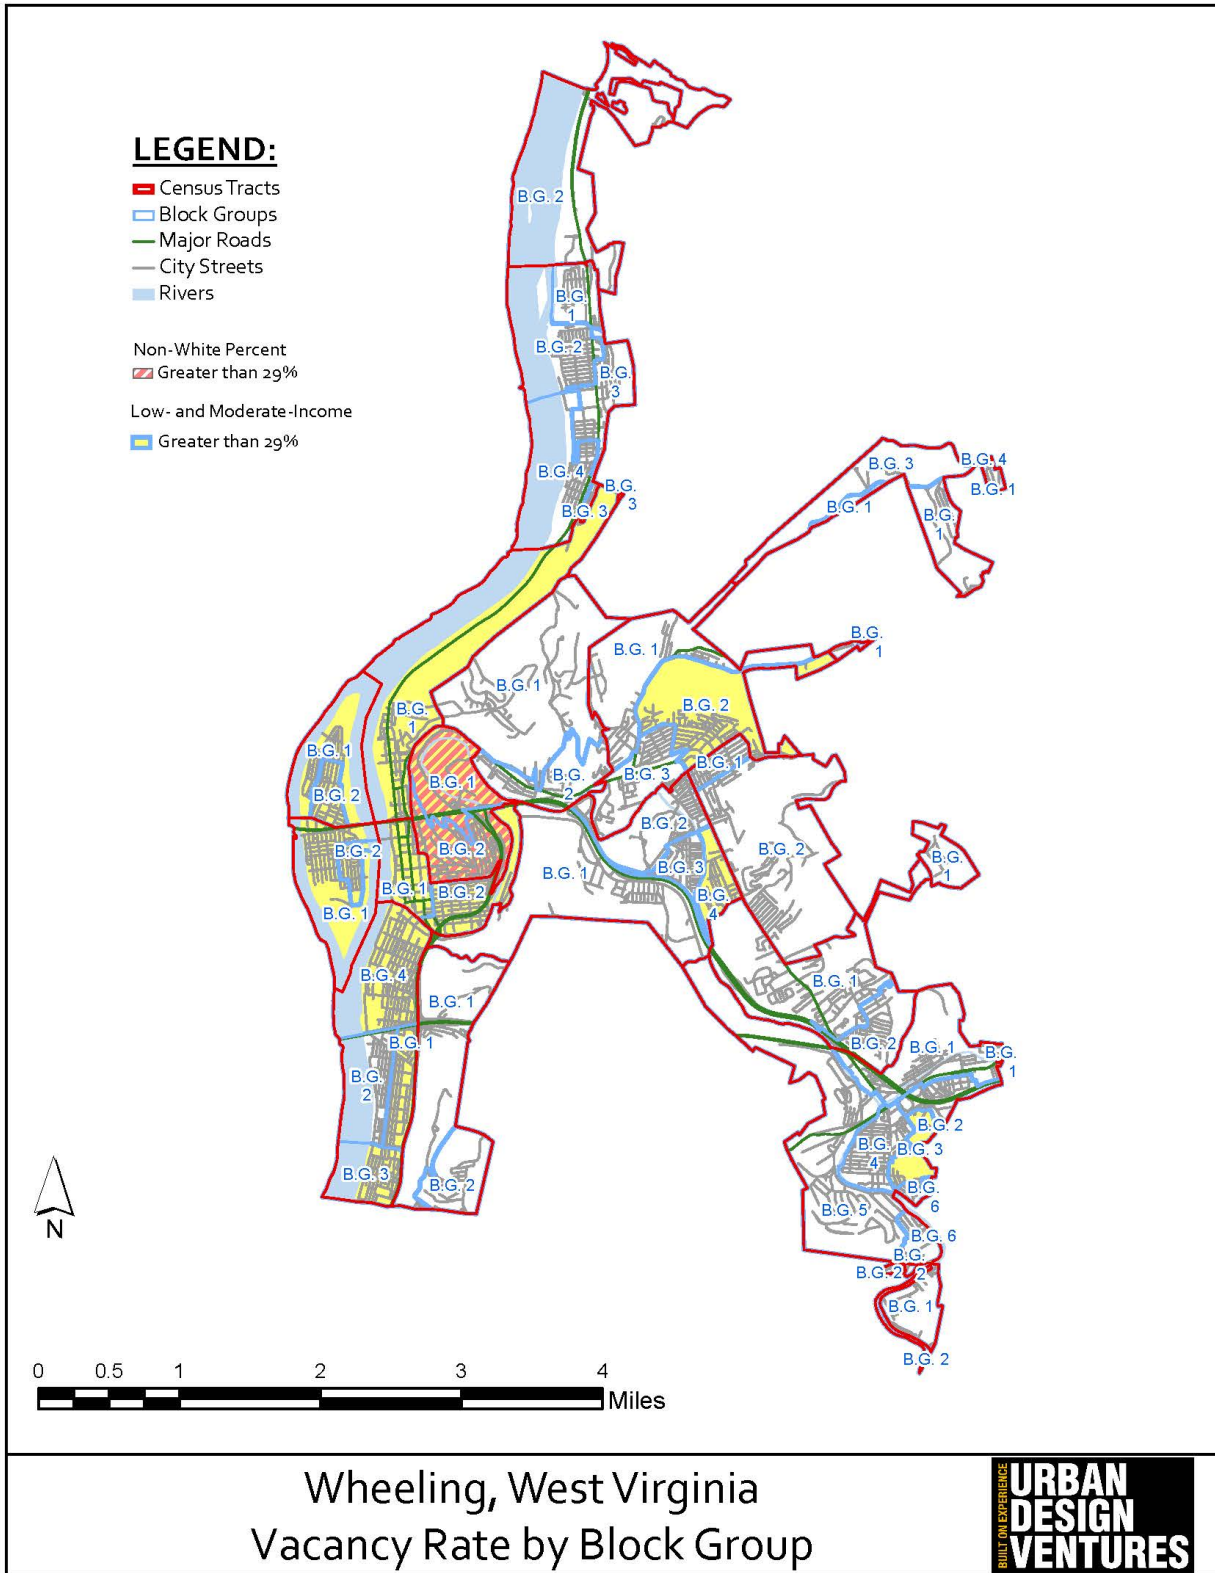 LEGEND:
Census Tracts
Block Groups
Major Roads
City Streets
Rivers
Non-White Percent
Greater than 29%
Low- and Moderate-Income
Greater than 29%
B.G. 2
B.G.
1
B.G. 2
B.G.
3
B.G. 4
B.G.
3
B.G. 3
B.G. 3
B.G. 4
B.G. 1
B.G. 1
B.G.
1
B.G. 1
B.G.
1
B.G. 1
B.G. 2
B.G.
1
B.G. 1
B.G. 2
B.G. 1
B.G.
2
B.G. 3
B.G. 1
B.G. 2
B.G. 2
B.G. 2
B.G. 2
B.G. 1
B.G. 3
B.G. 2
B.G.
1
B.G. 1
B.G. 2
B.G.
4
B.G. 1
B.G. 4
B.G. 1
B.G. 1
B.G. 1
B.G.
2
B.G. 2
B.G. 1
B.G.
1
B.G. 2
B.G.
4
B.G. 3
B.G. 3
B.G. 2
B.G.
6
B.G. 5
B.G. 6
B.G.
2
B.G. 2
B.G. 1
B.G. 2
N
0 0.5 1 2 3 4
Miles
Wheeling, West Virginia
Vacancy Rate by Block Group
BUILT ON EXPERIENCE
URBAN
DESIGN
VENTURES